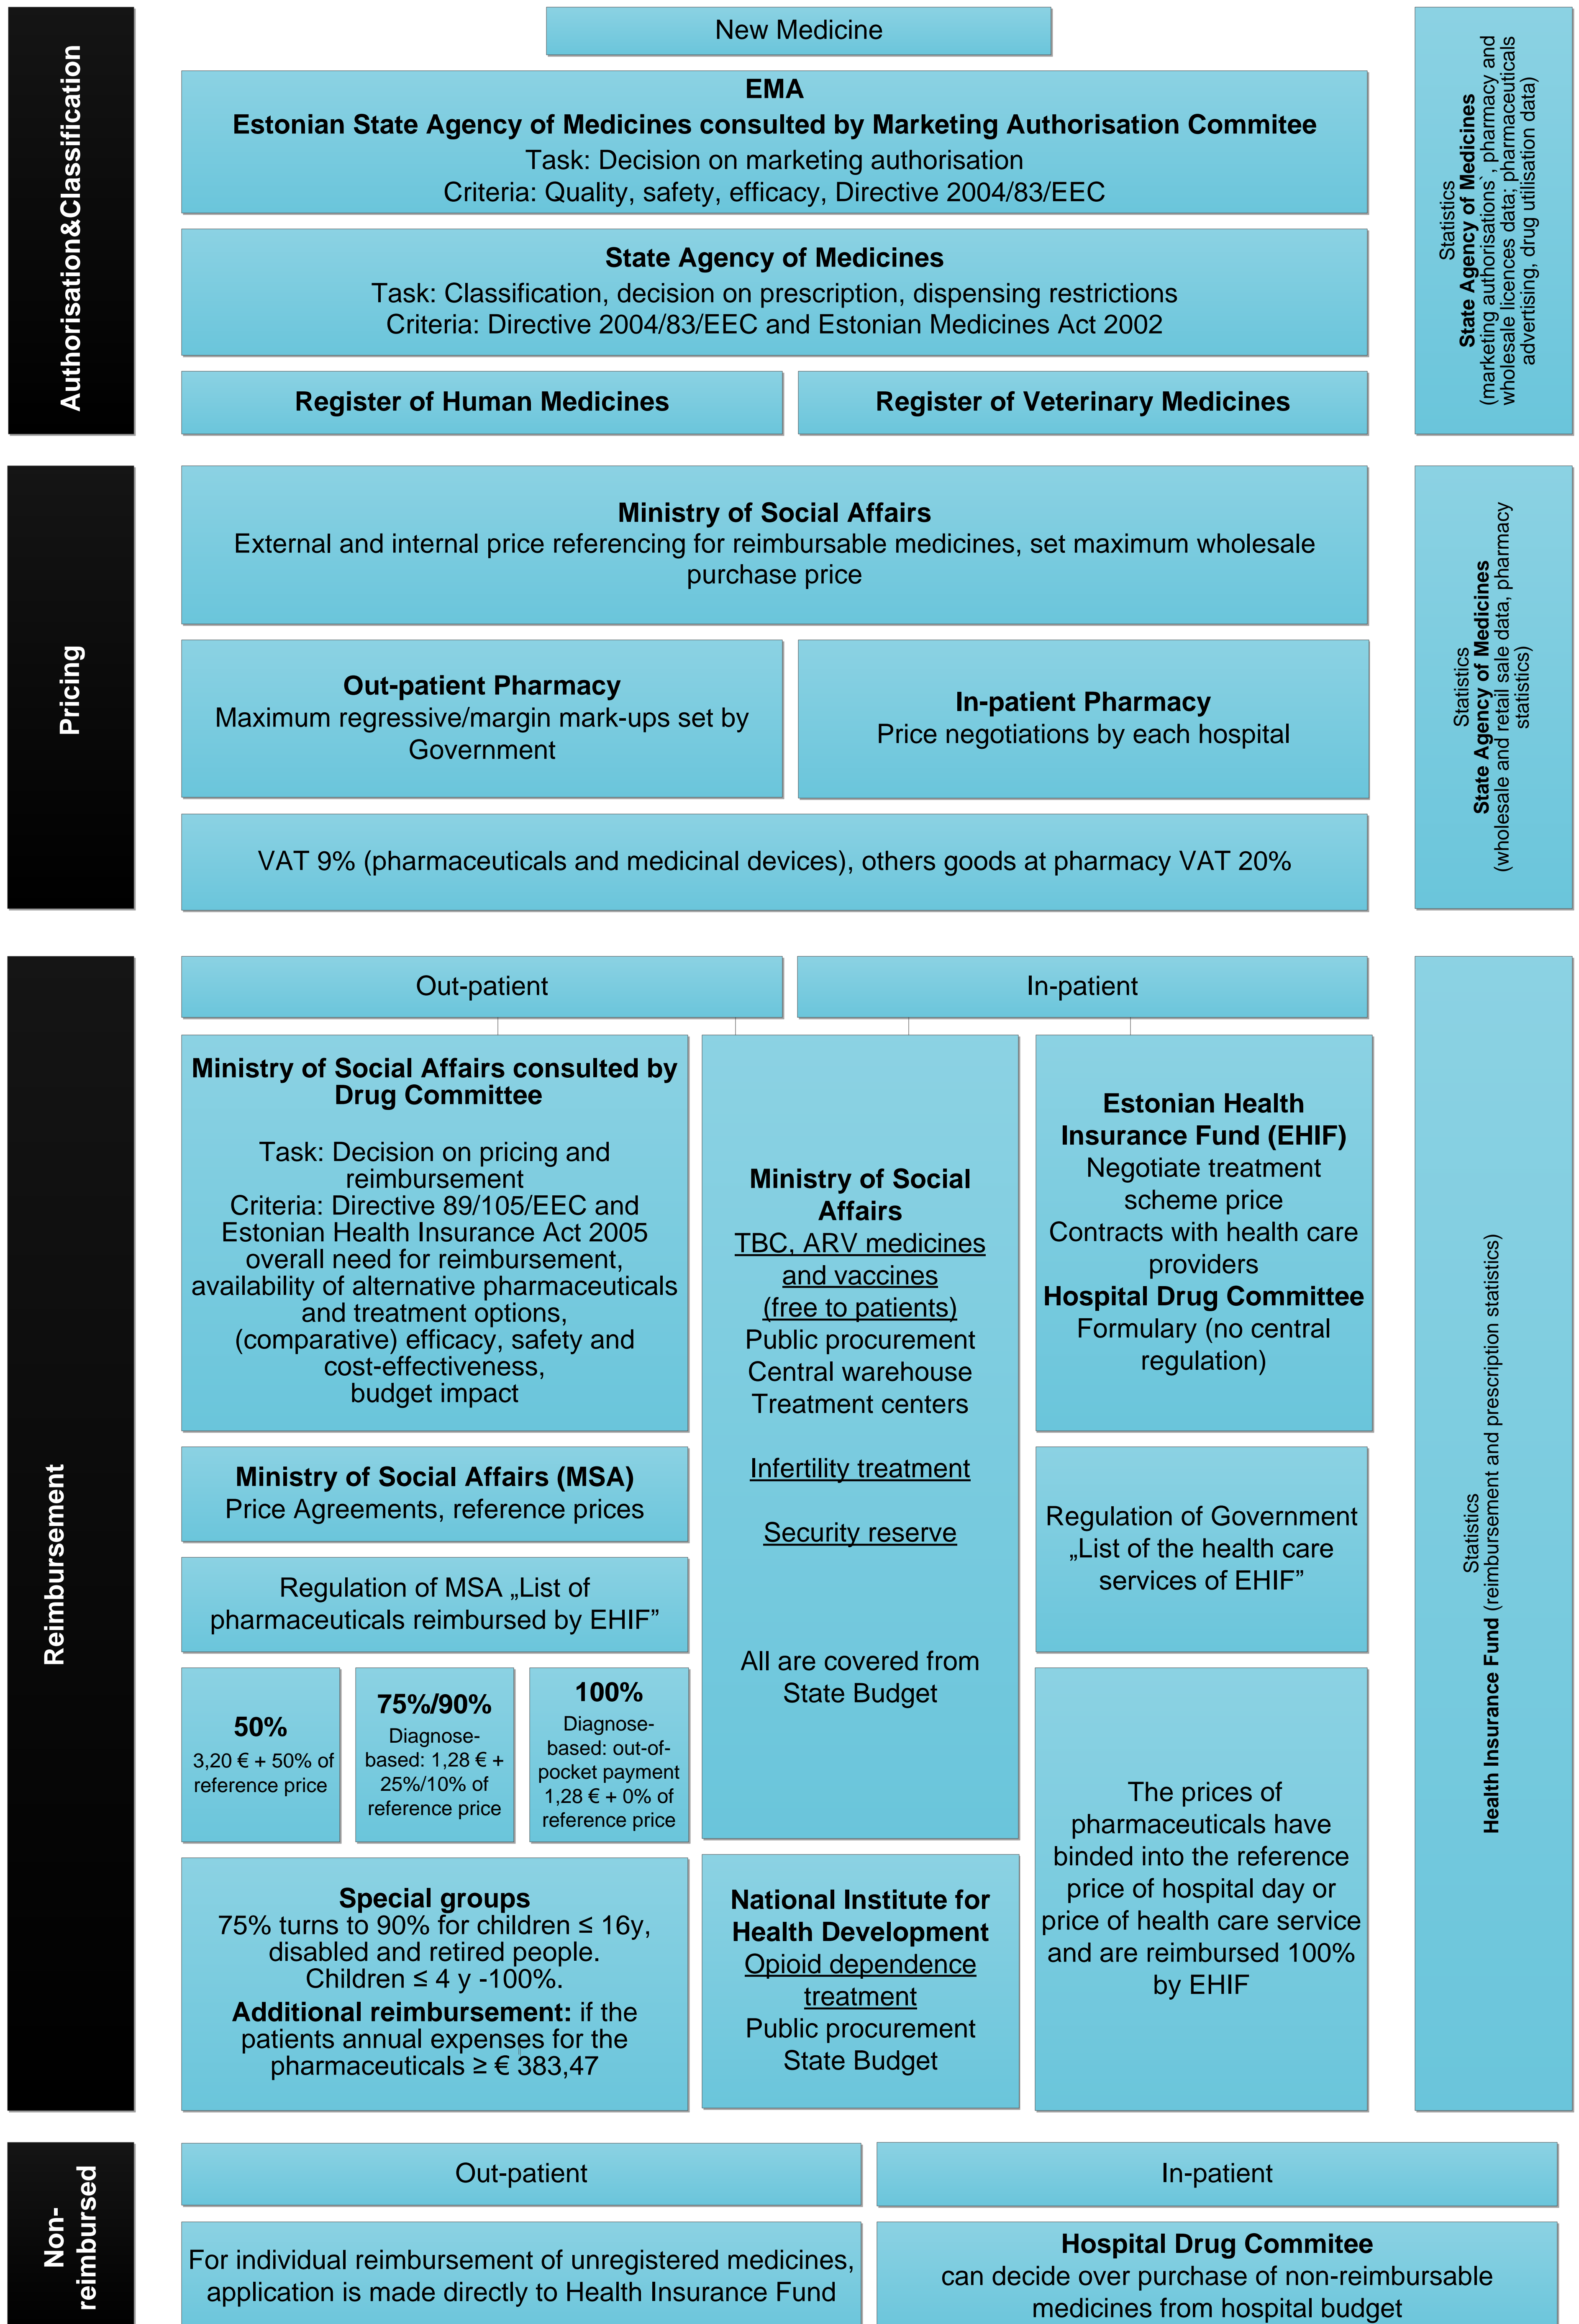 Authorisation&Classification
New Medicine
EMA
Estonian State Agency of Medicines consulted by Marketing Authorisation Commitee
Task: Decision on marketing authorisation
Criteria: Quality, safety, efficacy, Directive 2004/83/EEC
State Agency of Medicines
Task: Classification, decision on prescription, dispensing restrictions
Criteria: Directive 2004/83/EEC and Estonian Medicines Act 2002
Register of Human Medicines
Register of Veterinary Medicines
Statistics
State Agency of Medicines
(marketing authorisations`, pharmacy and
wholesale licences data; pharmaceuticals
advertising, drug utilisation data)
Pricing
Ministry of Social Affairs
External and internal price referencing for reimbursable medicines, set maximum wholesale
purchase price
Out-patient Pharmacy
Maximum regressive/margin mark-ups set by
Government
In-patient Pharmacy
Price negotiations by each hospital
VAT 9% (pharmaceuticals and medicinal devices), others goods at pharmacy VAT 20%
Statistics
State Agency of Medicines
(wholesale and retail sale data, pharmacy
statistics)
Reimbursement
Out-patient
In-patient
Ministry of Social Affairs consulted by
Drug Committee
Task: Decision on pricing and
reimbursement
Criteria: Directive 89/105/EEC and
Estonian Health Insurance Act 2005
overall need for reimbursement,
availability of alternative pharmaceuticals
and treatment options,
(comparative) efficacy, safety and
cost-effectiveness,
budget impact
Ministry of Social Affairs (MSA)
Price Agreements, reference prices
Regulation of MSA „List of
pharmaceuticals reimbursed by EHIF”
50%
3,20 € + 50% of
reference price
75%/90%
Diagnose-
based: 1,28 € +
25%/10% of
reference price
100%
Diagnose-
based: out-of-
pocket payment
1,28 € + 0% of
reference price
Special groups
75% turns to 90% for children ≤ 16y,
disabled and retired people.
Children ≤ 4 y -100%.
Additional reimbursement: if the
patients annual expenses for the
pharmaceuticals ≥ € 383,47
Ministry of Social
Affairs
TBC, ARV medicines
and vaccines
(free to patients)
Public procurement
Central warehouse
Treatment centers
Infertility treatment
Security reserve
All are covered from
State Budget
National Institute for
Health Development
Opioid dependence
treatment
Public procurement
State Budget
Estonian Health
Insurance Fund (EHIF)
Negotiate treatment
scheme price
Contracts with health care
providers
Hospital Drug Committee
Formulary (no central
regulation)
Regulation of Government
„List of the health care
services of EHIF”
The prices of
pharmaceuticals have
binded into the reference
price of hospital day or
price of health care service
and are reimbursed 100%
by EHIF
Statistics
Health Insurance Fund (reimbursement and prescription statistics)
Non-
reimbursed
Out-patient
In-patient
For individual reimbursement of unregistered medicines,
application is made directly to Health Insurance Fund
Hospital Drug Commitee
can decide over purchase of non-reimbursable
medicines from hospital budget